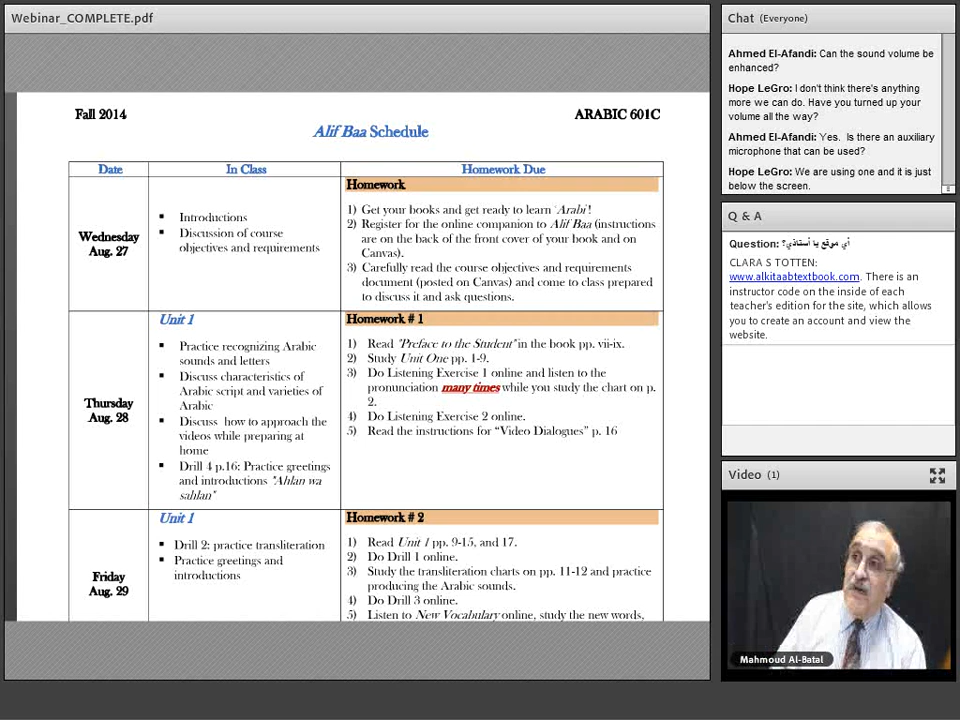 Webinar_COMPLETE.pdf
Fall 2014
ARABIC 601C
Alif Baa Schedule
Date
In Class
Homework Due
Wednesday
Aug. 27
▪ Introductions
▪ Discussion of course
objectives and requirements
Homework
1) Get your books and get ready to learn 'Arabi'!
2) Register for the online companion to Alif Baa (instructions
are on the back of the front cover of your book and on
Canvas).
3) Carefully read the course objectives and requirements
document (posted on Canvas) and come to class prepared
to discuss it and ask questions.
Thursday
Aug. 28
Unit 1
▪ Practice recognizing Arabic
sounds and letters
▪ Discuss characteristics of
Arabic script and varieties of
Arabic
▪ Discuss how to approach the
videos while preparing at
home
▪ Drill 4 p.16: Practice greetings
and introductions "Ahlan wa
sahlan"
Homework # 1
1) Read "Preface to the Student" in the book pp. vii-ix.
2) Study Unit One pp. 1-9.
3) Do Listening Exercise 1 online and listen to the
pronunciation many times while you study the chart on p.
2.
4) Do Listening Exercise 2 online.
5) Read the instructions for “Video Dialogues” p. 16
Friday
Aug. 29
Unit 1
▪ Drill 2: practice transliteration
▪ Practice greetings and
introductions
Homework # 2
1) Read Unit 1 pp. 9-15, and 17.
2) Do Drill 1 online.
3) Study the transliteration charts on pp. 11-12 and practice
producing the Arabic sounds.
4) Do Drill 3 online.
5) Listen to New Vocabulary online, study the new words,
Chat (Everyone)
Ahmed El-Afandi: Can the sound volume be
enhanced?
Hope LeGro: I don't think there's anything
more we can do. Have you turned up your
volume all the way?
Ahmed El-Afandi: Yes. Is there an auxiliary
microphone that can be used?
Hope LeGro: We are using one and it is just
below the screen.
Q & A
Question: أي موقع يا أستاذي؟
CLARA S TOTTEN:
www.alkitaabtextbook.com. There is an
instructor code on the inside of each
teacher's edition for the site, which allows
you to create an account and view the
website.
Video (1)
Mahmoud Al-Batal